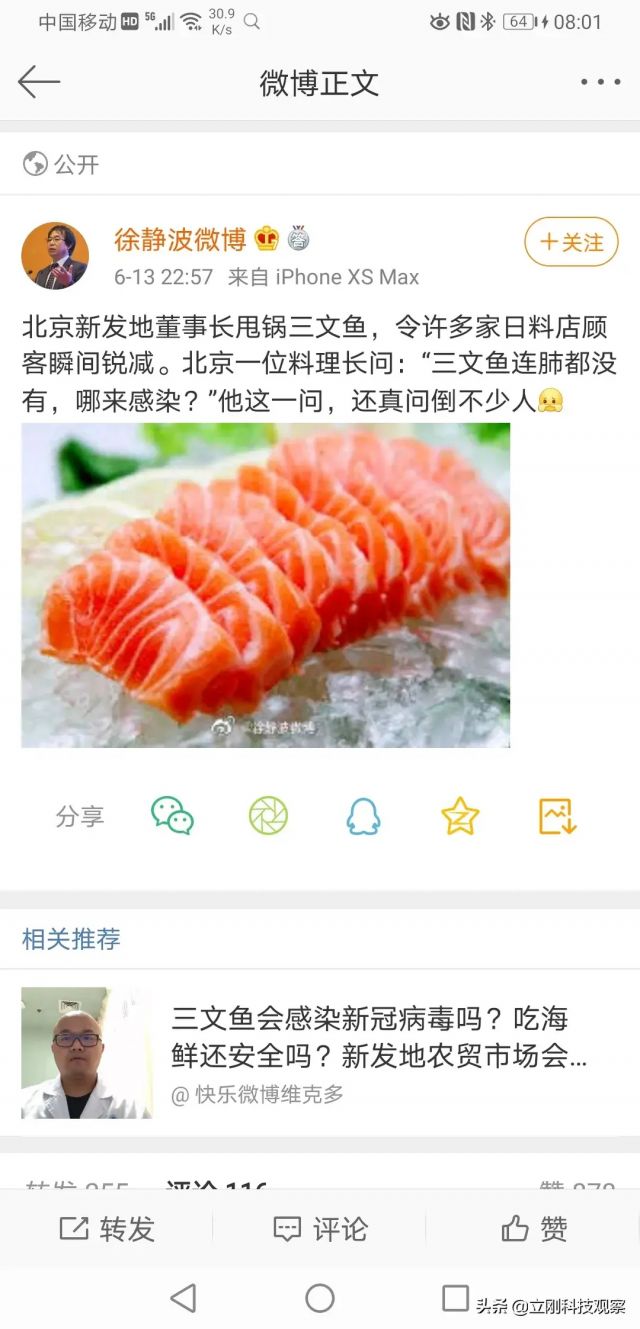 中国移动 HD 5G 30.9 K/s 64 08:01
微博正文
公开
徐静波微博 答
+关注
6-13 22:57 来自 iPhone XS Max
北京新发地董事长甩锅三文鱼，令许多家日料店顾
客瞬间锐减。北京一位料理长问：“三文鱼连肺都没
有，哪来感染？”他这一问，还真问倒不少人
@徐静波微博
分享
相关推荐
三文鱼会感染新冠病毒吗？吃海
鲜还安全吗？新发地农贸市场会...
@ 快乐微博维克多
转发 评论 116
转发 评论 赞
头条 @立刚科技观察